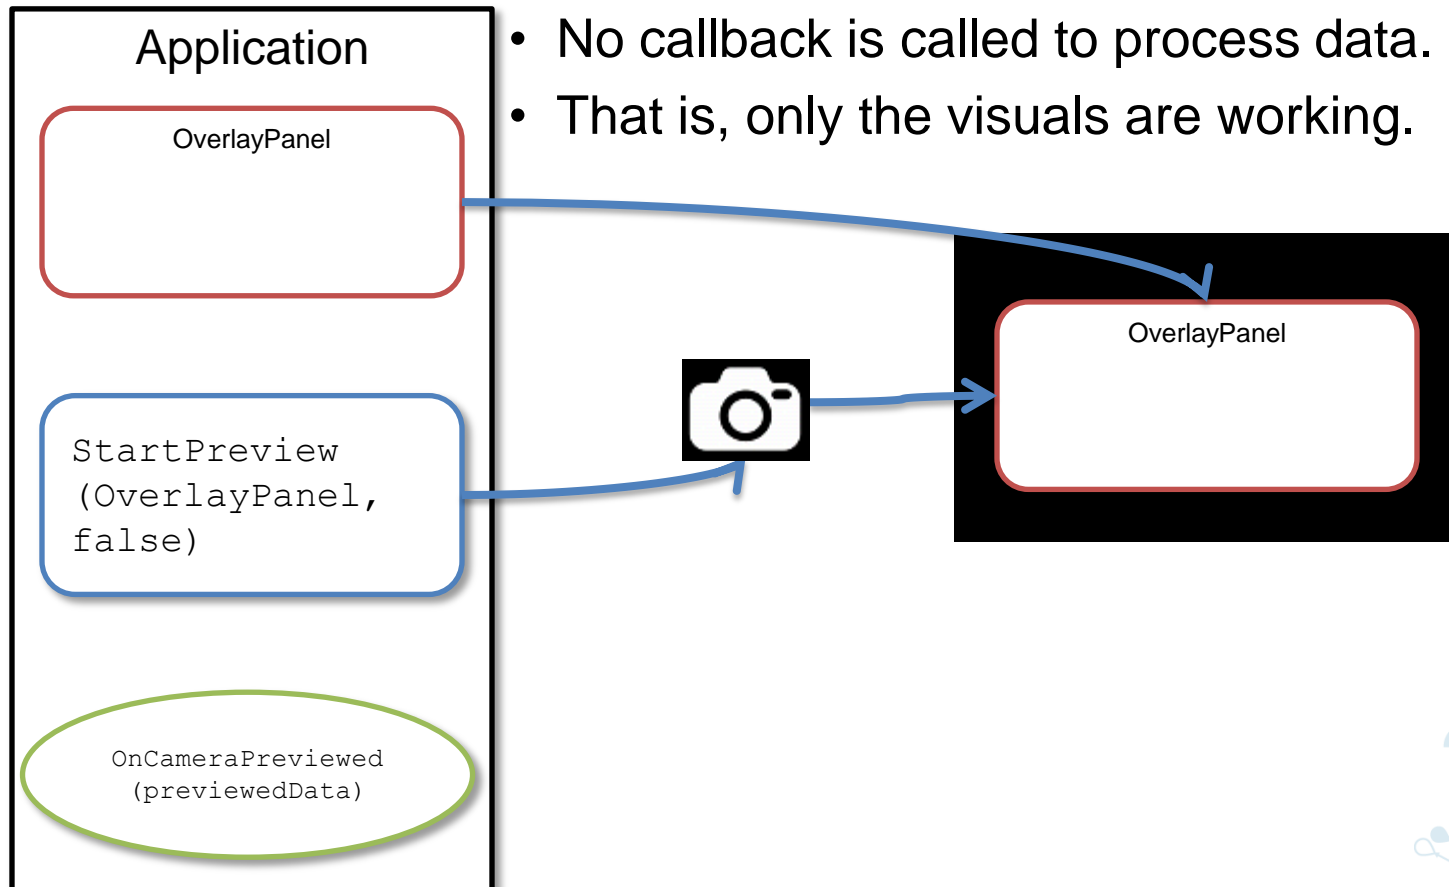 Application
• No callback is called to process data.
• That is, only the visuals are working.
OverlayPanel
OverlayPanel
StartPreview
(OverlayPanel,
false)
OnCameraPreviewed
(previewedData)